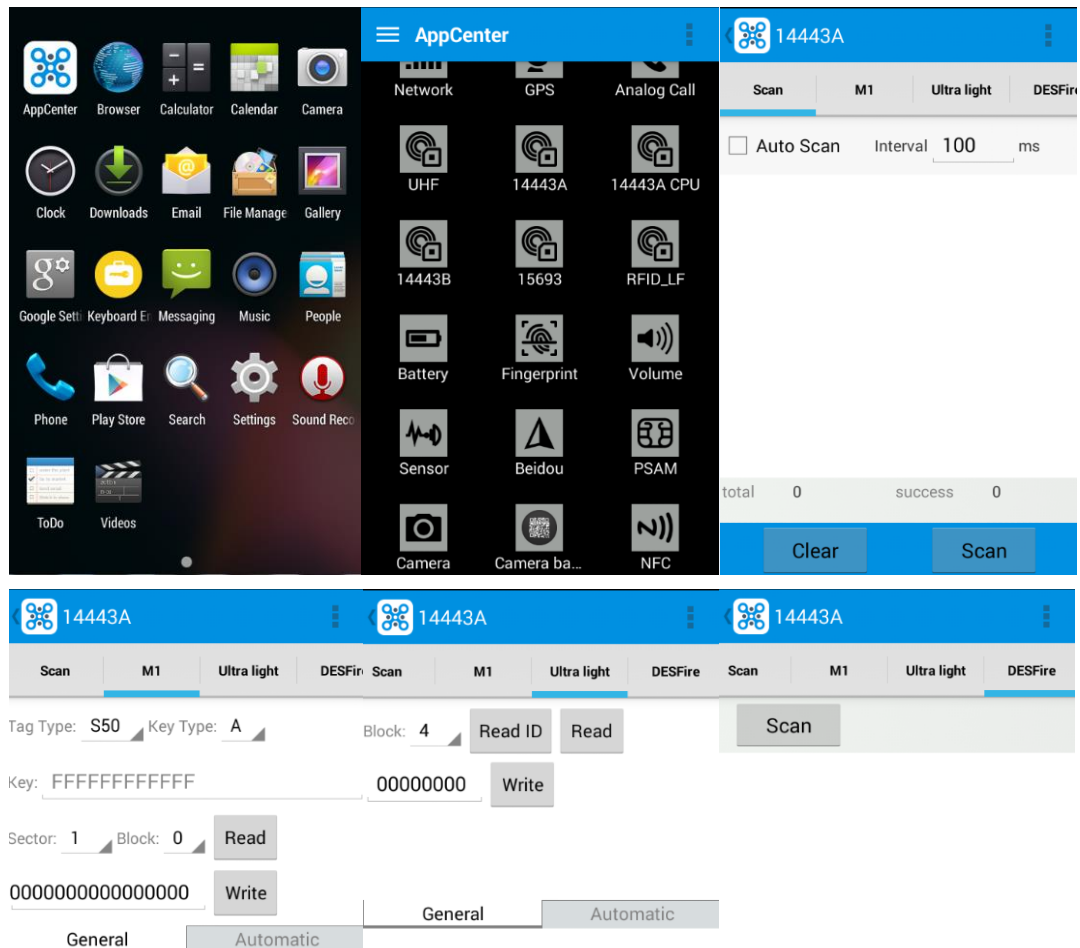 AppCenter Browser Calculator Calendar Camera
Clock Downloads Email File Manage Gallery
Google Setti Keyboard En Messaging Music People
Phone Play Store Search Settings Sound Reco
ToDo Videos
AppCenter
Network GPS Analog Call
UHF 14443A 14443A CPU
14443B 15693 RFID_LF
Battery Fingerprint Volume
Sensor Beidou PSAM
Camera Camera ba... NFC
14443A
Scan M1 Ultra light DESFire
Auto Scan Interval 100 ms
total 0 success 0
Clear Scan
14443A
Scan M1 Ultra light DESFire
Tag Type: S50 Key Type: A
Key: FFFFFFFFFFFF
Sector: 1 Block: 0 Read
0000000000000000 Write
General Automatic
14443A
Scan M1 Ultra light DESFire
Block: 4 Read ID Read
00000000 Write
General Automatic
14443A
Scan M1 Ultra light DESFire
Scan